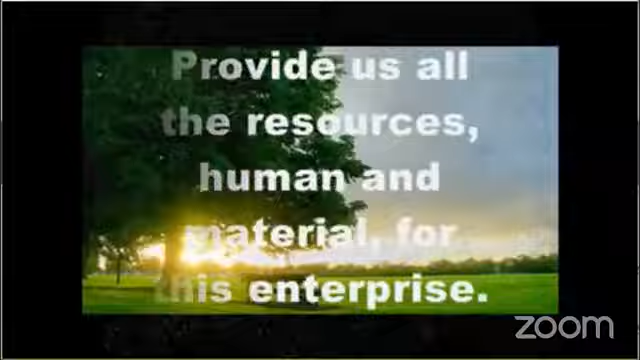 Provide us all
the resources,
human and
material, for
this enterprise.
zoom